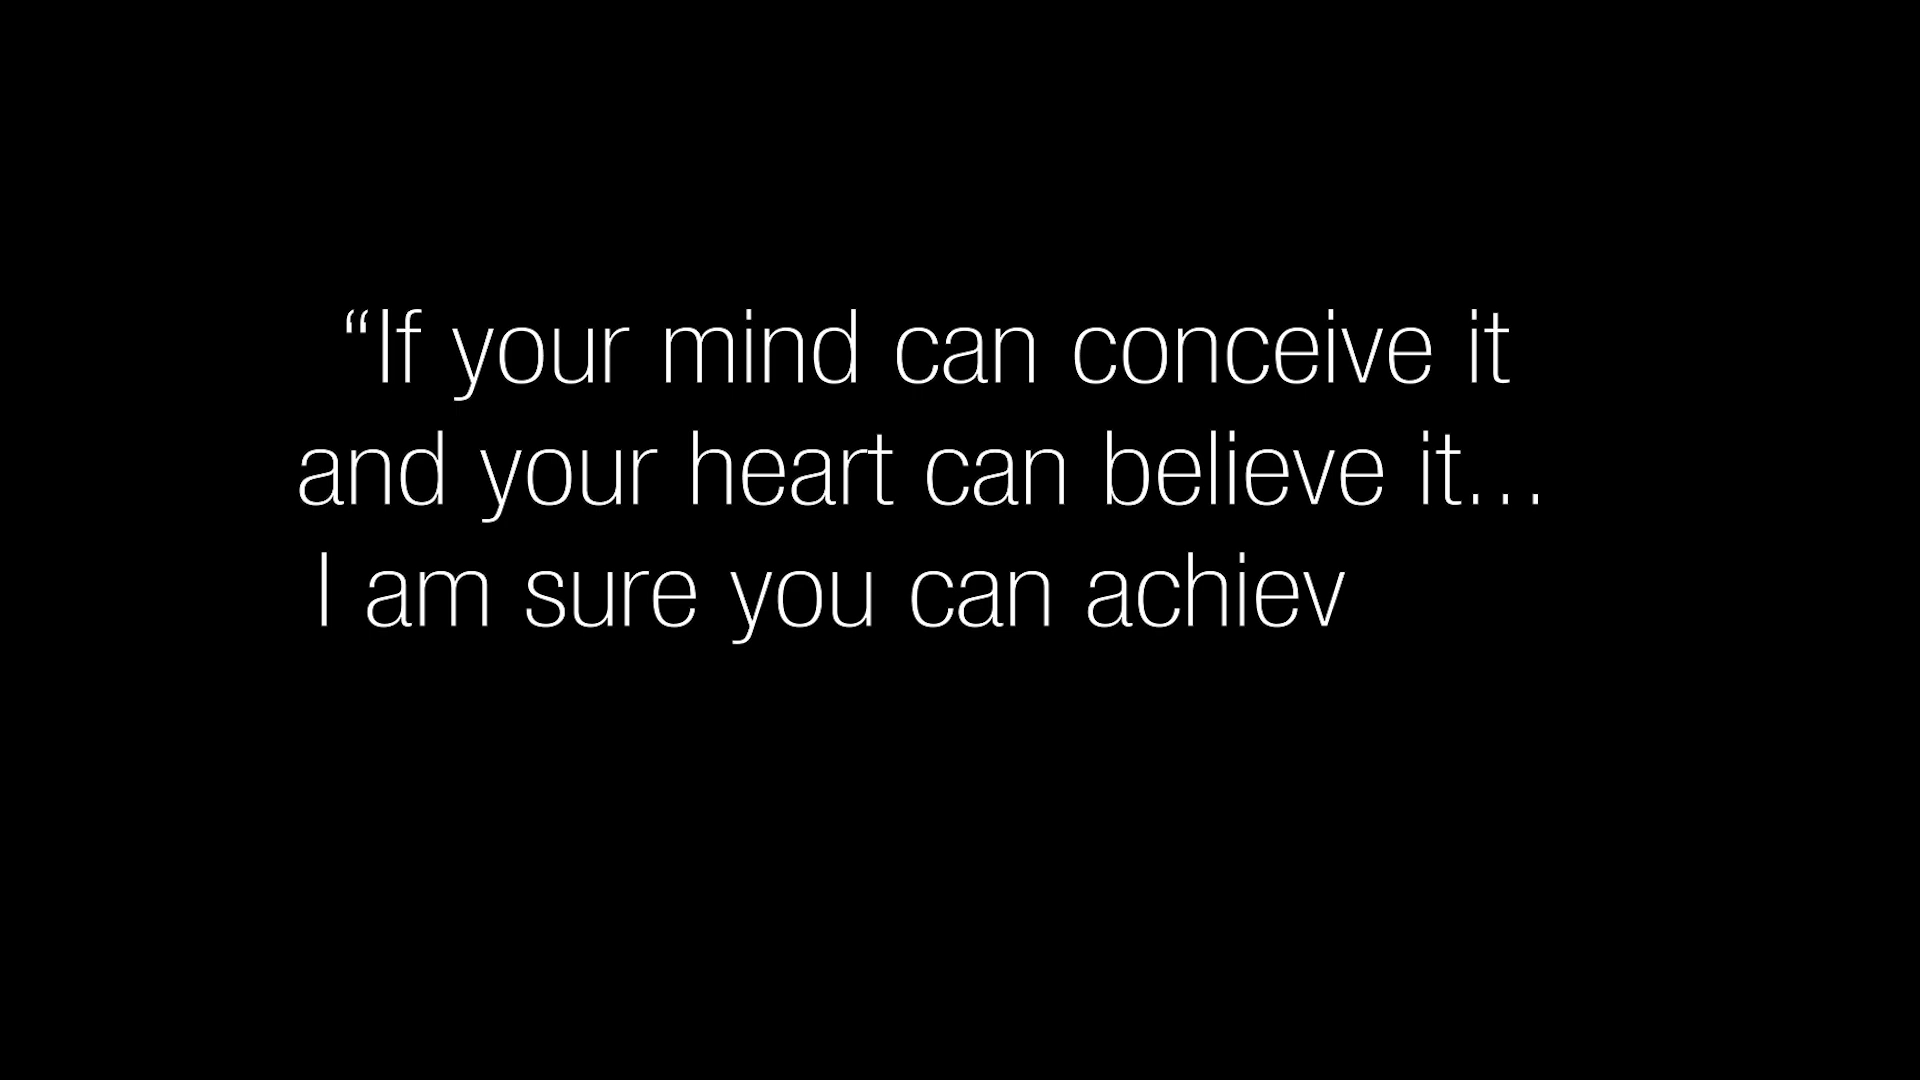 “If your mind can conceive it
and your heart can believe it...
I am sure you can achiev